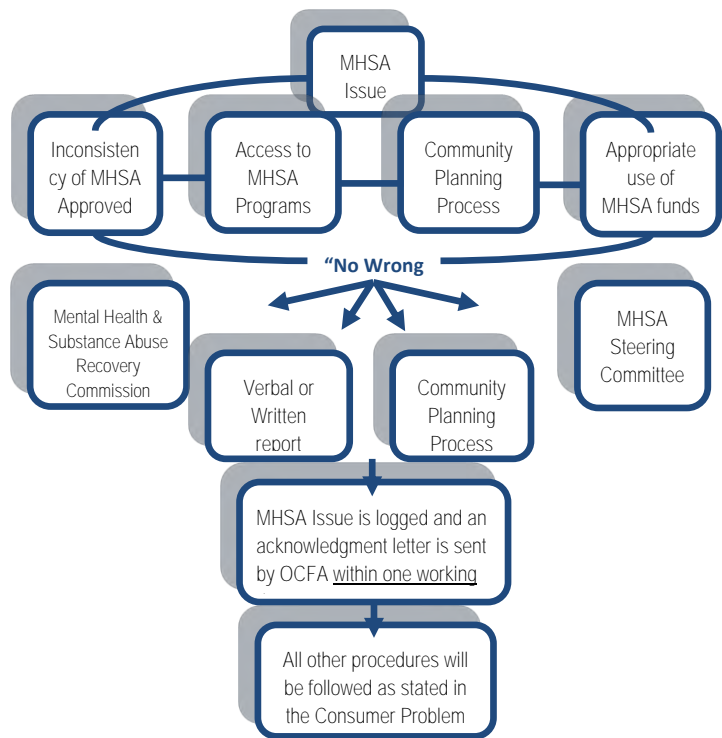 MHSA
Issue
Inconsisten
cy of MHSA
Approved
Access to
MHSA
Programs
Community
Planning
Process
Appropriate
use of
MHSA funds
“No Wrong
Mental Health &
Substance Abuse
Recovery
Commission
Verbal or
Written
report
Community
Planning
Process
MHSA
Steering
Committee
MHSA Issue is logged and an
acknowledgment letter is sent
by OCFA within one working
All other procedures will
be followed as stated in
the Consumer Problem